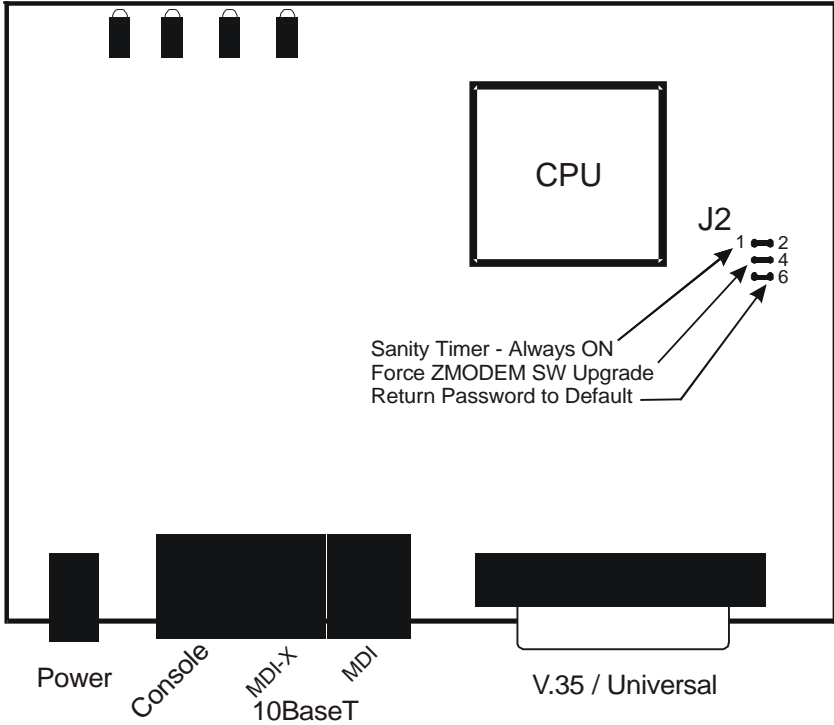 CPU
J2
1 2
4
6
Sanity Timer - Always ON
Force ZMODEM SW Upgrade
Return Password to Default
Power
Console
MDI-X
MDI
10BaseT
V.35 / Universal